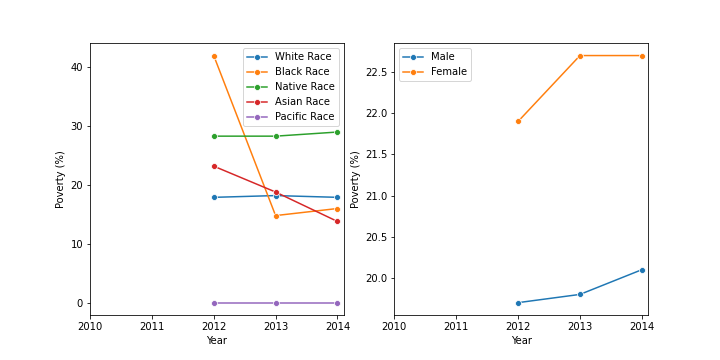 White Race
Black Race
Native Race
Asian Race
Pacific Race
40
30
20
10
0
Poverty (%)
2010 2011 2012 2013 2014
Year
Male
Female
22.5
22.0
21.5
21.0
20.5
20.0
Poverty (%)
2010 2011 2012 2013 2014
Year